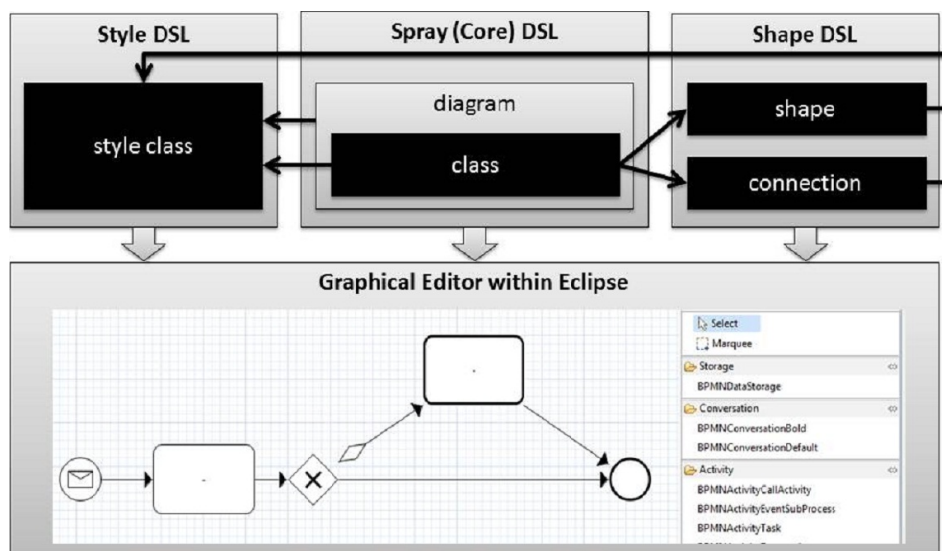 Style DSL
Spray (Core) DSL
Shape DSL
style class
diagram
class
shape
connection
Graphical Editor within Eclipse
Select
Marquee
Storage
BPMNDataStorage
Conversation
BPMNConversationBold
BPMNConversationDefault
Activity
BPMNActivityCallActivity
BPMNActivityEventSubProcess
BPMNActivityTask